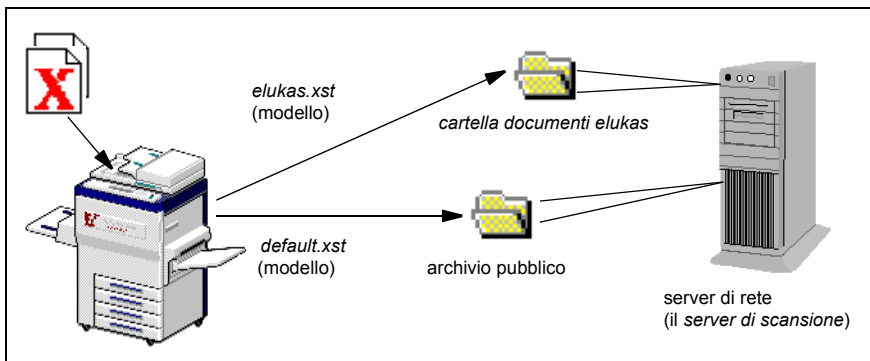 X
elukas.xst
(modello)
cartella documenti elukas
default.xst
(modello)
archivio pubblico
server di rete
(il server di scansione)